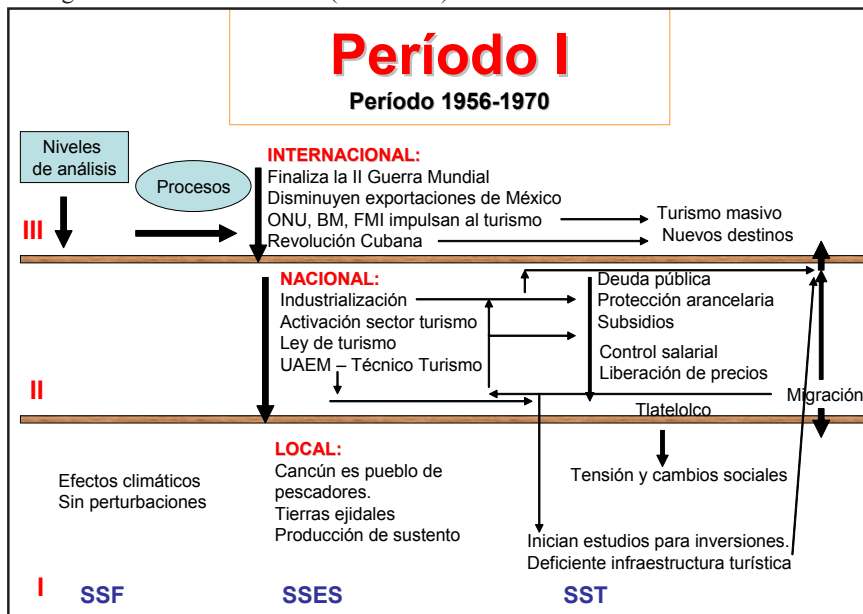 Período I
Período 1956-1970
Niveles
de análisis
Procesos
III
INTERNACIONAL:
Finaliza la II Guerra Mundial
Disminuyen exportaciones de México
ONU, BM, FMI impulsan al turismo
Revolución Cubana
Turismo masivo
Nuevos destinos
NACIONAL:
Industrialización
Activación sector turismo
Ley de turismo
UAEM – Técnico Turismo
Deuda pública
Protección arancelaria
Subsidios
Control salarial
Liberación de precios
Migración
II
Tlatelolco
LOCAL:
Cancún es pueblo de
pescadores.
Tierras ejidales
Producción de sustento
Efectos climáticos
Sin perturbaciones
Tensión y cambios sociales
Inician estudios para inversiones.
Deficiente infraestructura turística
I
SSF
SSES
SST